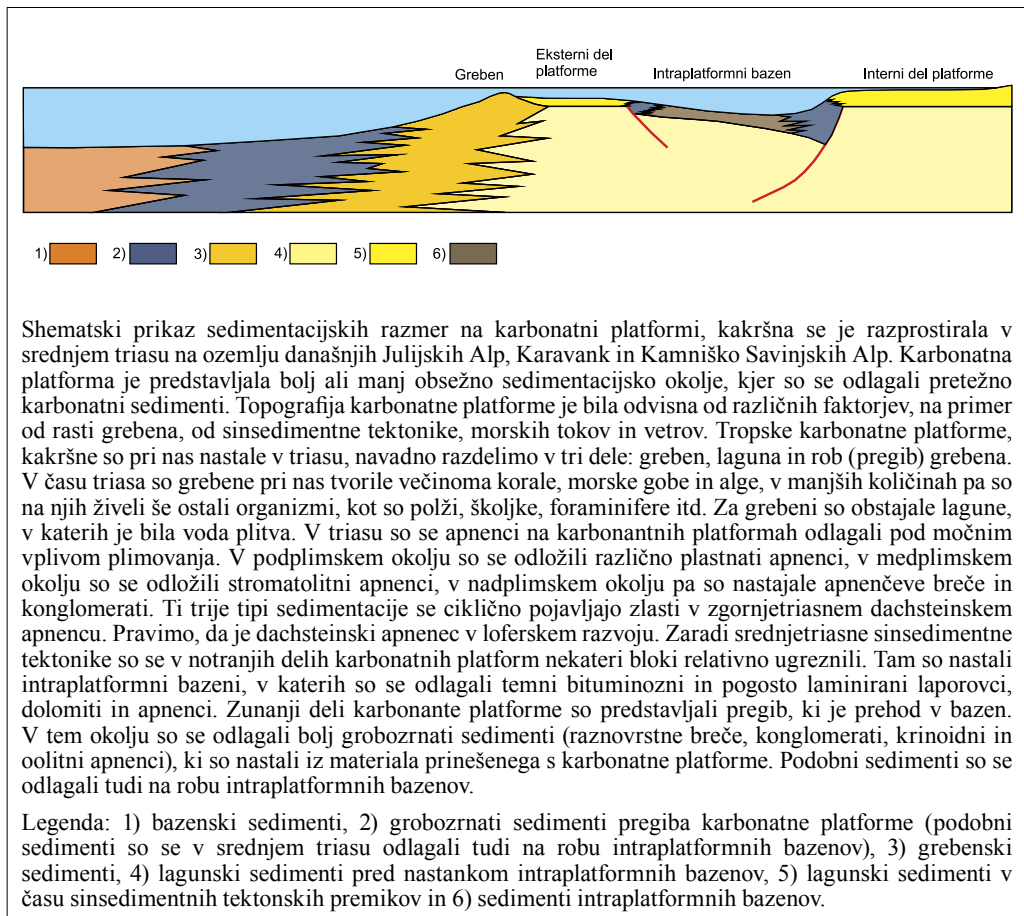 Eksterni del
Greben platforme Intraplatformni bazen Interni del platforme
1) 2) 3) 4) 5) 6)
Shematski prikaz sedimentacijskih razmer na karbonatni platformi, kakršna se je razprostirala v
srednjem triasu na ozemlju današnjih Julijskih Alp, Karavank in Kamniško Savinjskih Alp. Karbonatna
platforma je predstavljala bolj ali manj obsežno sedimentacijsko okolje, kjer so se odlagali pretežno
karbonatni sedimenti. Topografija karbonatne platforme je bila odvisna od različnih faktorjev, na primer
od rasti grebena, od sinsedimentne tektonike, morskih tokov in vetrov. Tropske karbonatne platforme,
kakršne so pri nas nastale v triasu, navadno razdelimo v tri dele: greben, laguna in rob (pregib) grebena.
V času triasa so grebene pri nas tvorile večinoma korale, morske gobe in alge, v manjših količinah pa so
na njih živeli še ostali organizmi, kot so polži, školjke, foraminifere itd. Za grebeni so obstajale lagune,
v katerih je bila voda plitva. V triasu so se apnenci na karbonantnih platformah odlagali pod močnim
vplivom plimovanja. V podplimskem okolju so se odložili različno plastnati apnenci, v medplimskem
okolju so se odložili stromatolitni apnenci, v nadplimskem okolju pa so nastajale apnenčeve breče in
konglomerati. Ti trije tipi sedimentacije se ciklično pojavljajo zlasti v zgornjetriasnem dachsteinskem
apnencu. Pravimo, da je dachsteinski apnenec v loferskem razvoju. Zaradi srednjetriasne sinsedimentne
tektonike so se v notranjih delih karbonatnih platform nekateri bloki relativno ugreznili. Tam so nastali
intraplatformni bazeni, v katerih so se odlagali temni bituminozni in pogosto laminirani laporovci,
dolomiti in apnenci. Zunanji deli karbonante platforme so predstavljali pregib, ki je prehod v bazen.
V tem okolju so se odlagali bolj grobozrnati sedimenti (raznovrstne breče, konglomerati, krinoidni in
oolitni apnenci), ki so nastali iz materiala prinešenega s karbonatne platforme. Podobni sedimenti so se
odlagali tudi na robu intraplatformnih bazenov.
Legenda: 1) bazenski sedimenti, 2) grobozrnati sedimenti pregiba karbonatne platforme (podobni
sedimenti so se v srednjem triasu odlagali tudi na robu intraplatformnih bazenov), 3) grebenski
sedimenti, 4) lagunski sedimenti pred nastankom intraplatformnih bazenov, 5) lagunski sedimenti v
času sinsedimentnih tektonskih premikov in 6) sedimenti intraplatformnih bazenov.